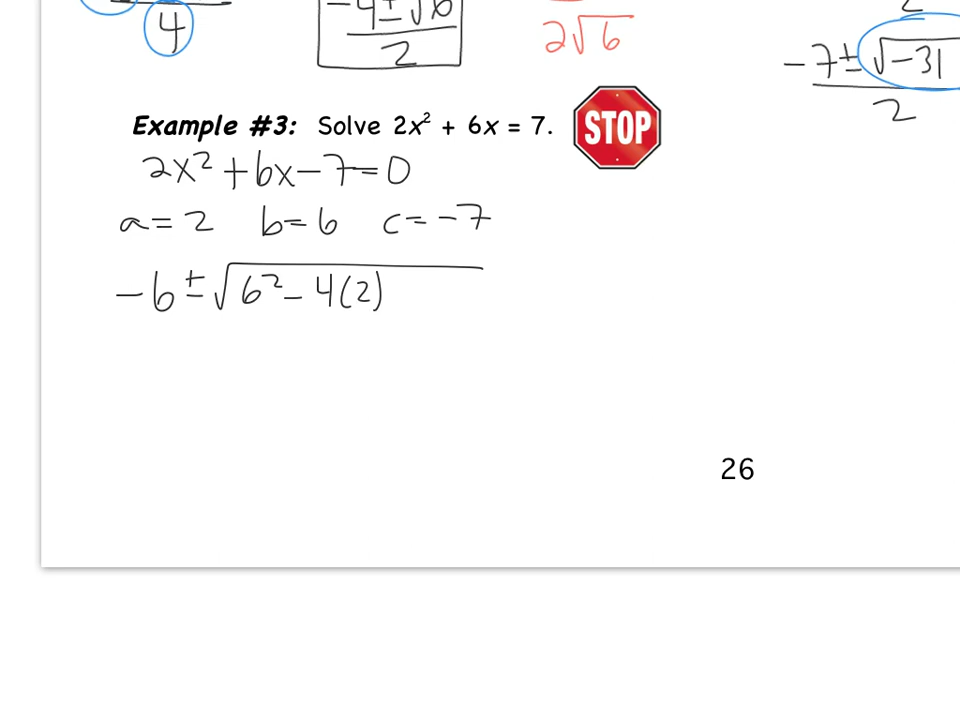 4
-4±√6
2
2√6
2
-7±√-31
2
Example #3: Solve 2x² + 6x = 7.
STOP
2x²+6x-7=0
a=2 b=6 c=-7
-6±√6²-4(2)
26